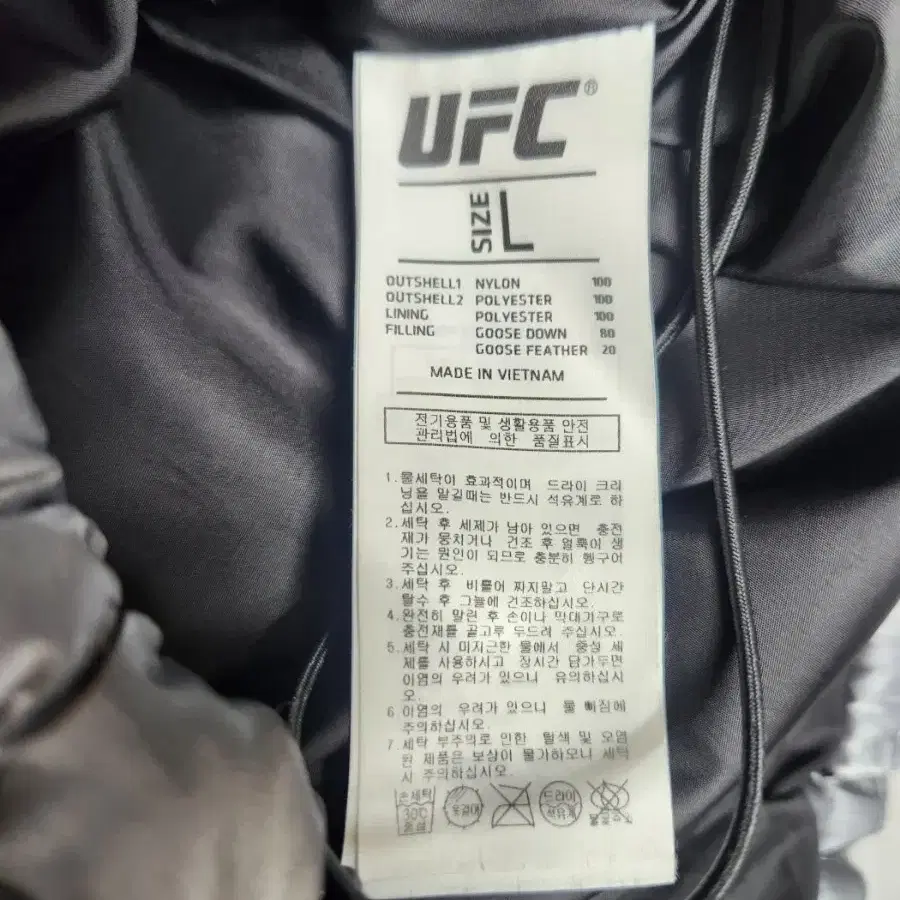 UFC®
SIZE L
OUTSHELL1 NYLON 100
OUTSHELL2 POLYESTER 100
LINING POLYESTER 100
FILLING GOOSE DOWN 80
GOOSE FEATHER 20
MADE IN VIETNAM
전기용품 및 생활용품 안전
관리법에 의한 품질표시
1.물세탁이 효과적이며 드라이 크리
닝을 맡길때는 반드시 석유계로 하
십시오.
2.세탁 후 세제가 남아 있으면 충전
재가 뭉치거나 건조 후 얼룩이 생
기는 원인이 되므로 충분히 헹구어
주십시오.
3.세탁 후 비틀어 짜지말고 단시간
탈수 후 그늘에 건조하십시오.
4.완전히 말린 후 손이나 막대기구로
충전재를 골고루 두드려 주십시오.
5.세탁 시 미지근한 물에서 중성 세
제를 사용하시고 장시간 담가두면
이염의 우려가 있으니 유의하십시
오.
6 이염의 우려가 있으니 물 빠짐에
주의하십시오.
7 세탁 부주의로 인한 탈색 및 오염
된 제품은 보상이 불가하오니 세탁
시 주의하십시오.
손세탁 옷걸이 드라이
30℃ 석유계
중성